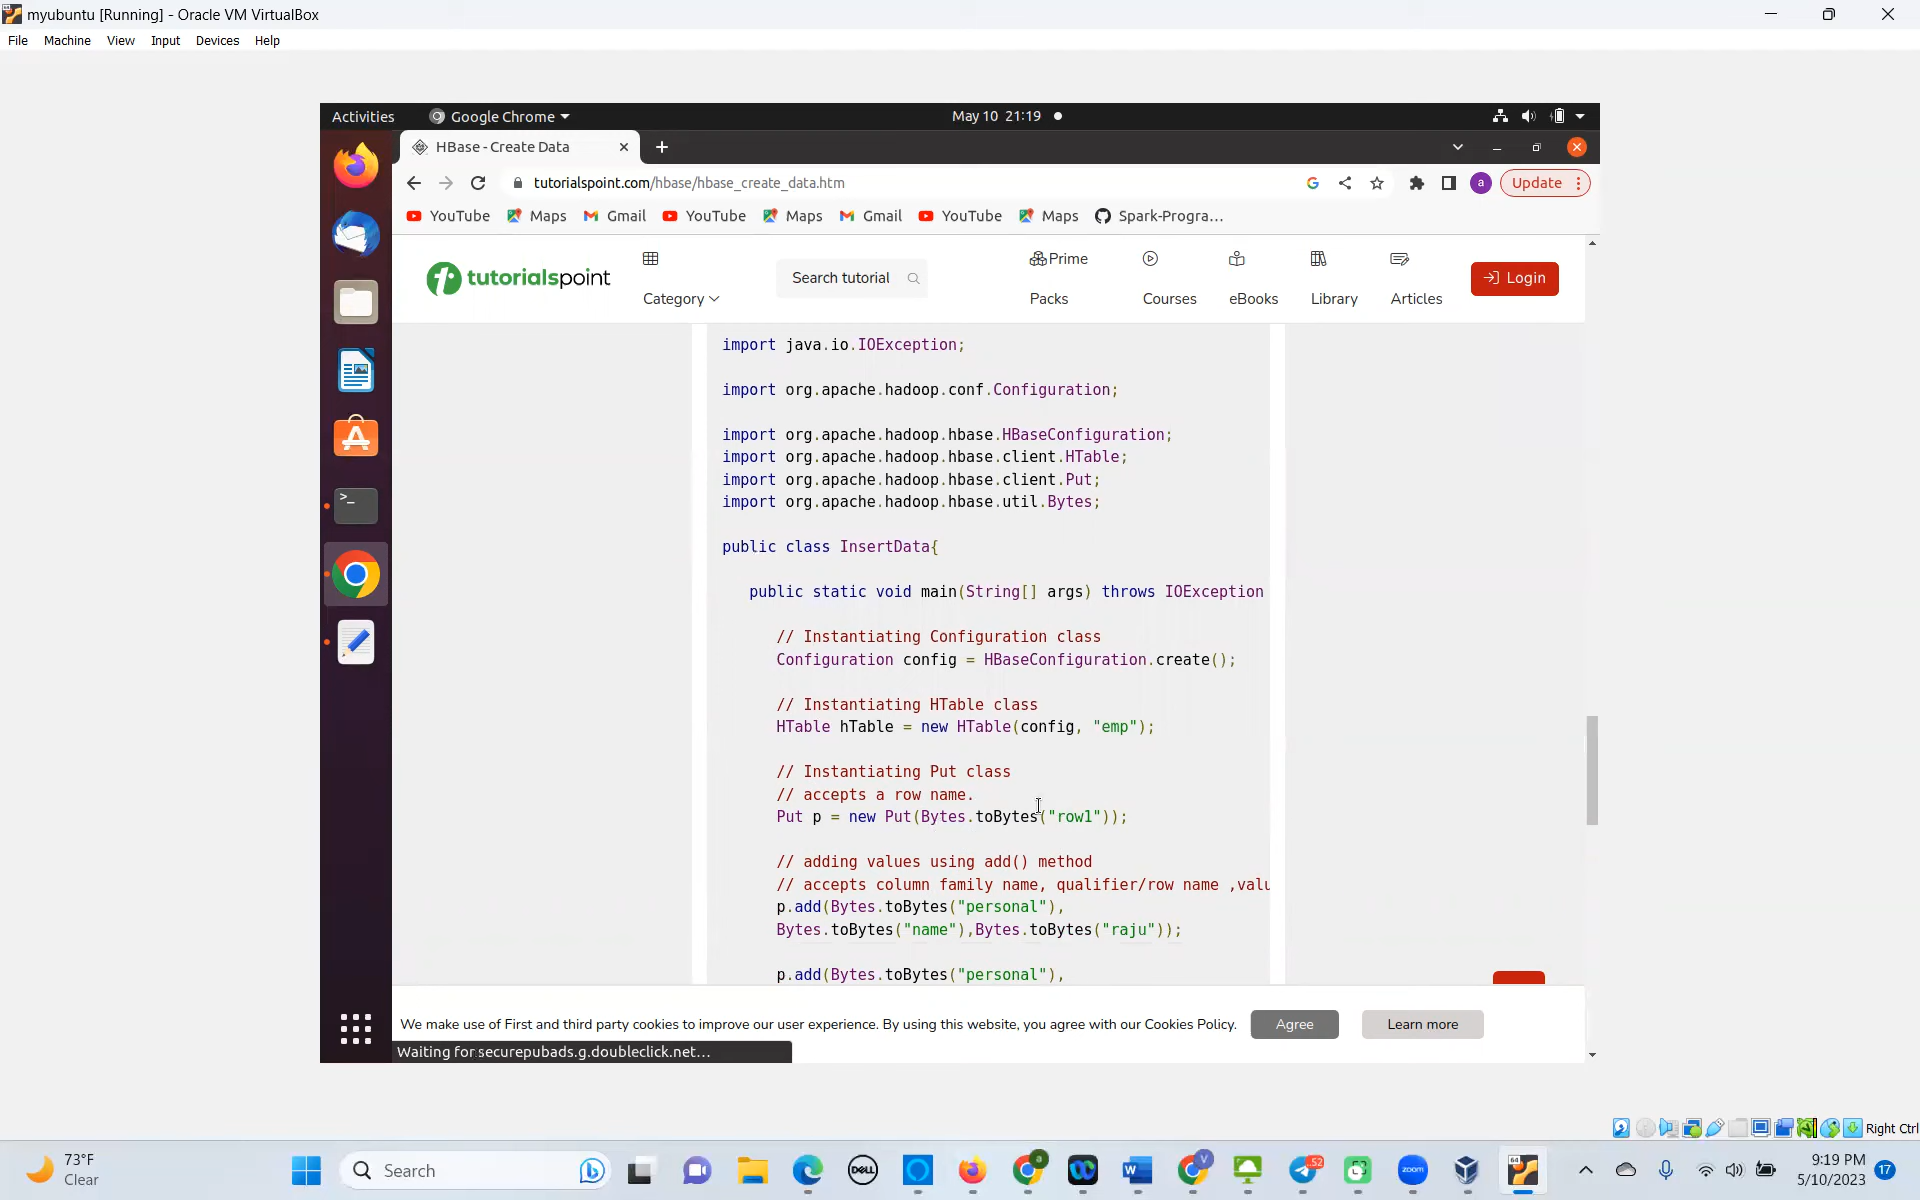 myubuntu [Running] - Oracle VM VirtualBox
File Machine View Input Devices Help
Activities Google Chrome May 10 21:19
HBase - Create Data
tutorialspoint.com/hbase/hbase_create_data.htm a Update
YouTube Maps Gmail YouTube Maps Gmail YouTube Maps Spark-Progra...
tutorialspoint Category Search tutorial Prime Packs Courses eBooks Library Articles Login
import java.io.IOException;
import org.apache.hadoop.conf.Configuration;
import org.apache.hadoop.hbase.HBaseConfiguration;
import org.apache.hadoop.hbase.client.HTable;
import org.apache.hadoop.hbase.client.Put;
import org.apache.hadoop.hbase.util.Bytes;
public class InsertData{
public static void main(String[] args) throws IOException
// Instantiating Configuration class
Configuration config = HBaseConfiguration.create();
// Instantiating HTable class
HTable hTable = new HTable(config, "emp");
// Instantiating Put class
// accepts a row name.
Put p = new Put(Bytes.toBytes("row1"));
// adding values using add() method
// accepts column family name, qualifier/row name ,valu
p.add(Bytes.toBytes("personal"),
Bytes.toBytes("name"),Bytes.toBytes("raju"));
p.add(Bytes.toBytes("personal"),
We make use of First and third party cookies to improve our user experience. By using this website, you agree with our Cookies Policy. Agree Learn more
Waiting for securepubads.g.doubleclick.net...
Right Ctrl
73°F
Clear
Search
DELL
a
W
V
52
zoom
64
9:19 PM
5/10/2023
17